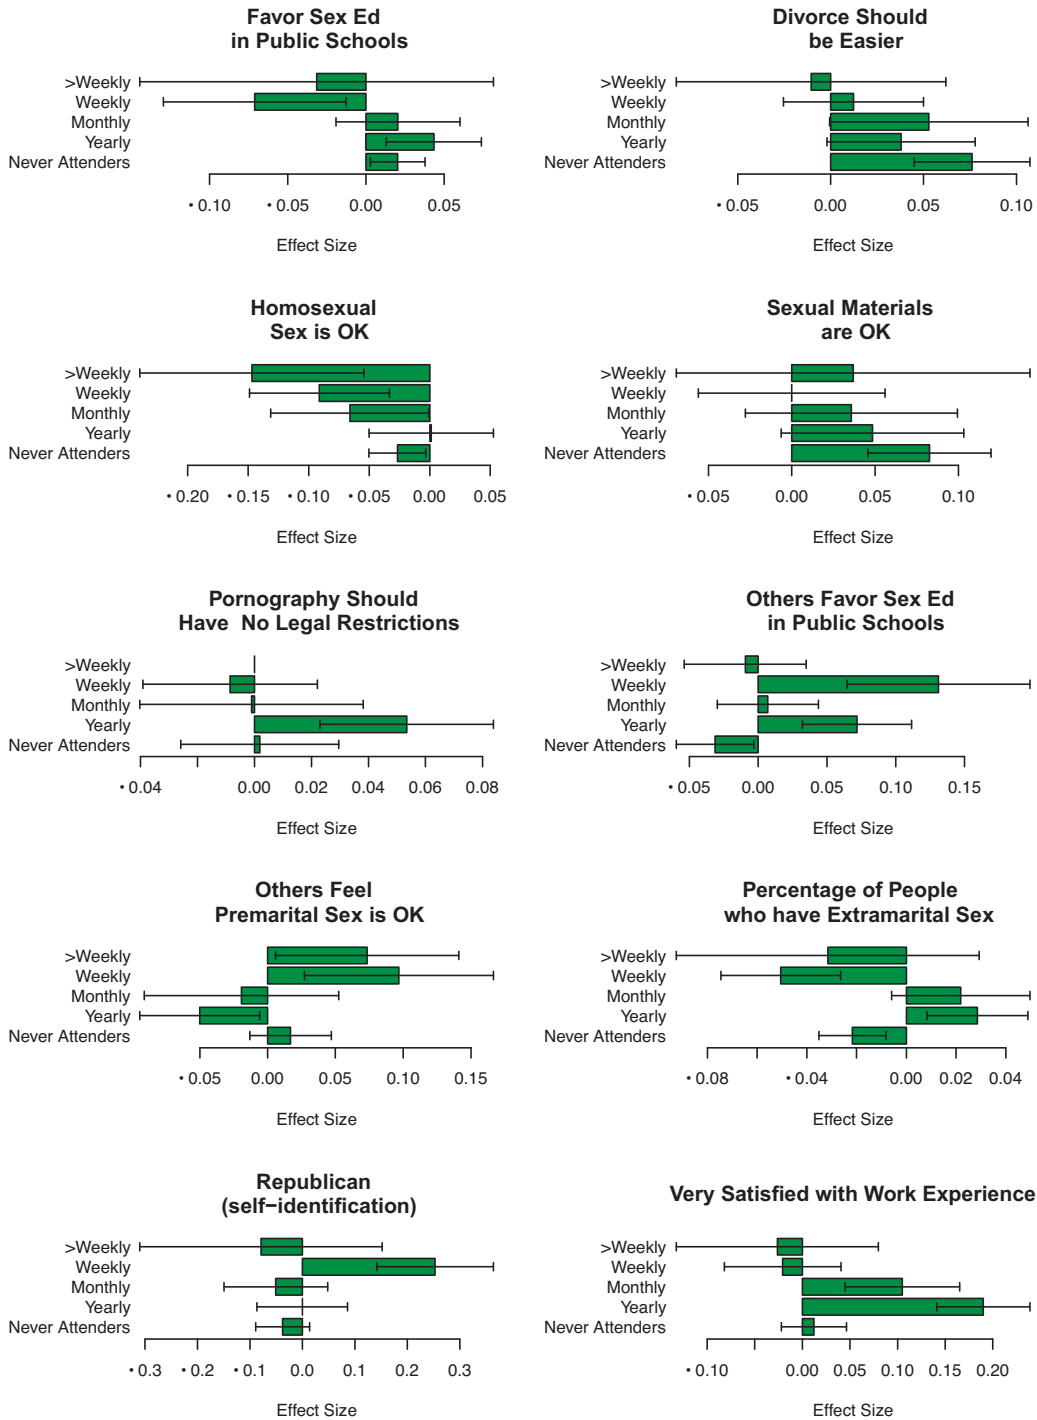 Favor Sex Ed
in Public Schools
>Weekly
Weekly
Monthly
Yearly
Never Attenders
•0.10 •0.05 0.00 0.05
Effect Size
Divorce Should
be Easier
>Weekly
Weekly
Monthly
Yearly
Never Attenders
•0.05 0.00 0.05 0.10
Effect Size
Homosexual
Sex is OK
>Weekly
Weekly
Monthly
Yearly
Never Attenders
•0.20 •0.15 •0.10 •0.05 0.00 0.05
Effect Size
Sexual Materials
are OK
>Weekly
Weekly
Monthly
Yearly
Never Attenders
•0.05 0.00 0.05 0.10
Effect Size
Pornography Should
Have No Legal Restrictions
>Weekly
Weekly
Monthly
Yearly
Never Attenders
•0.04 0.00 0.02 0.04 0.06 0.08
Effect Size
Others Favor Sex Ed
in Public Schools
>Weekly
Weekly
Monthly
Yearly
Never Attenders
•0.05 0.00 0.05 0.10 0.15
Effect Size
Others Feel
Premarital Sex is OK
>Weekly
Weekly
Monthly
Yearly
Never Attenders
•0.05 0.00 0.05 0.10 0.15
Effect Size
Percentage of People
who have Extramarital Sex
>Weekly
Weekly
Monthly
Yearly
Never Attenders
•0.08 •0.04 0.00 0.02 0.04
Effect Size
Republican
(self−identification)
>Weekly
Weekly
Monthly
Yearly
Never Attenders
•0.3 •0.2 •0.1 0.0 0.1 0.2 0.3
Effect Size
Very Satisfied with Work Experience
>Weekly
Weekly
Monthly
Yearly
Never Attenders
•0.10 0.00 0.05 0.10 0.15 0.20
Effect Size